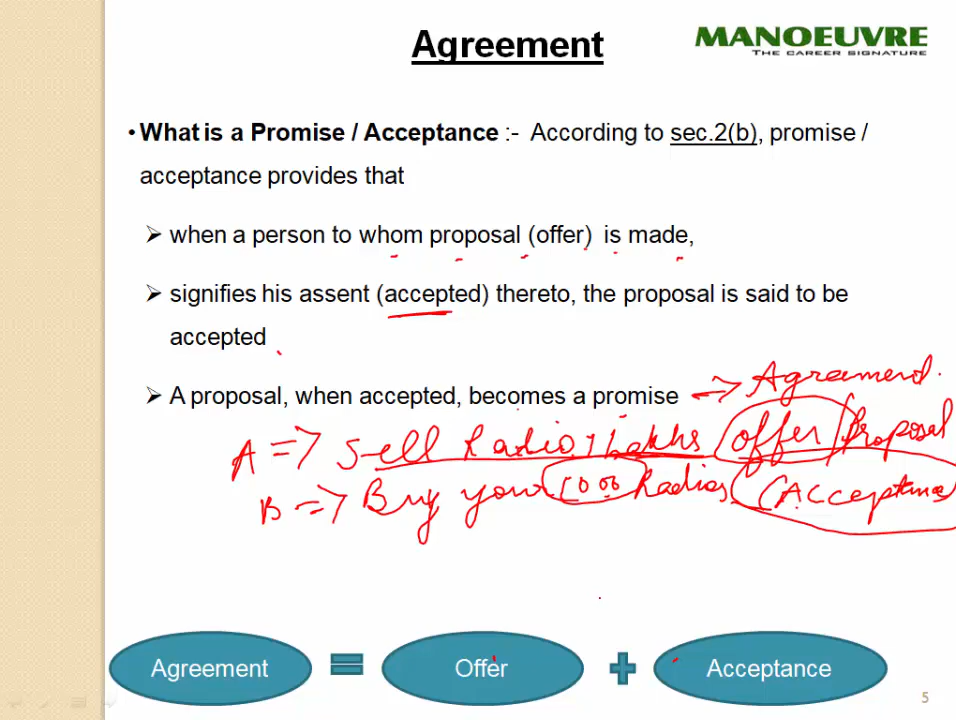 Agreement
MANOEUVRE
THE CAREER SIGNATURE
• What is a Promise / Acceptance :- According to sec.2(b), promise /
acceptance provides that
➢ when a person to whom proposal (offer) is made,
➢ signifies his assent (accepted) thereto, the proposal is said to be
accepted
➢ A proposal, when accepted, becomes a promise <-> Agreement.
A => Sell Radio 1 Lakhs offer / Proposal
B => Buy your 1000 Radios (Acceptance
Agreement = Offer + Acceptance
5